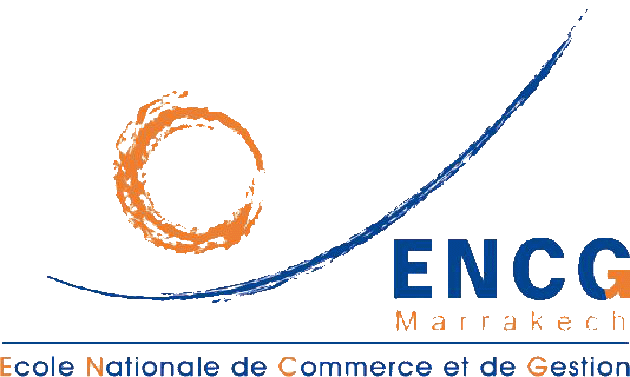 ENCG
Marrakech
Ecole Nationale de Commerce et de Gestion